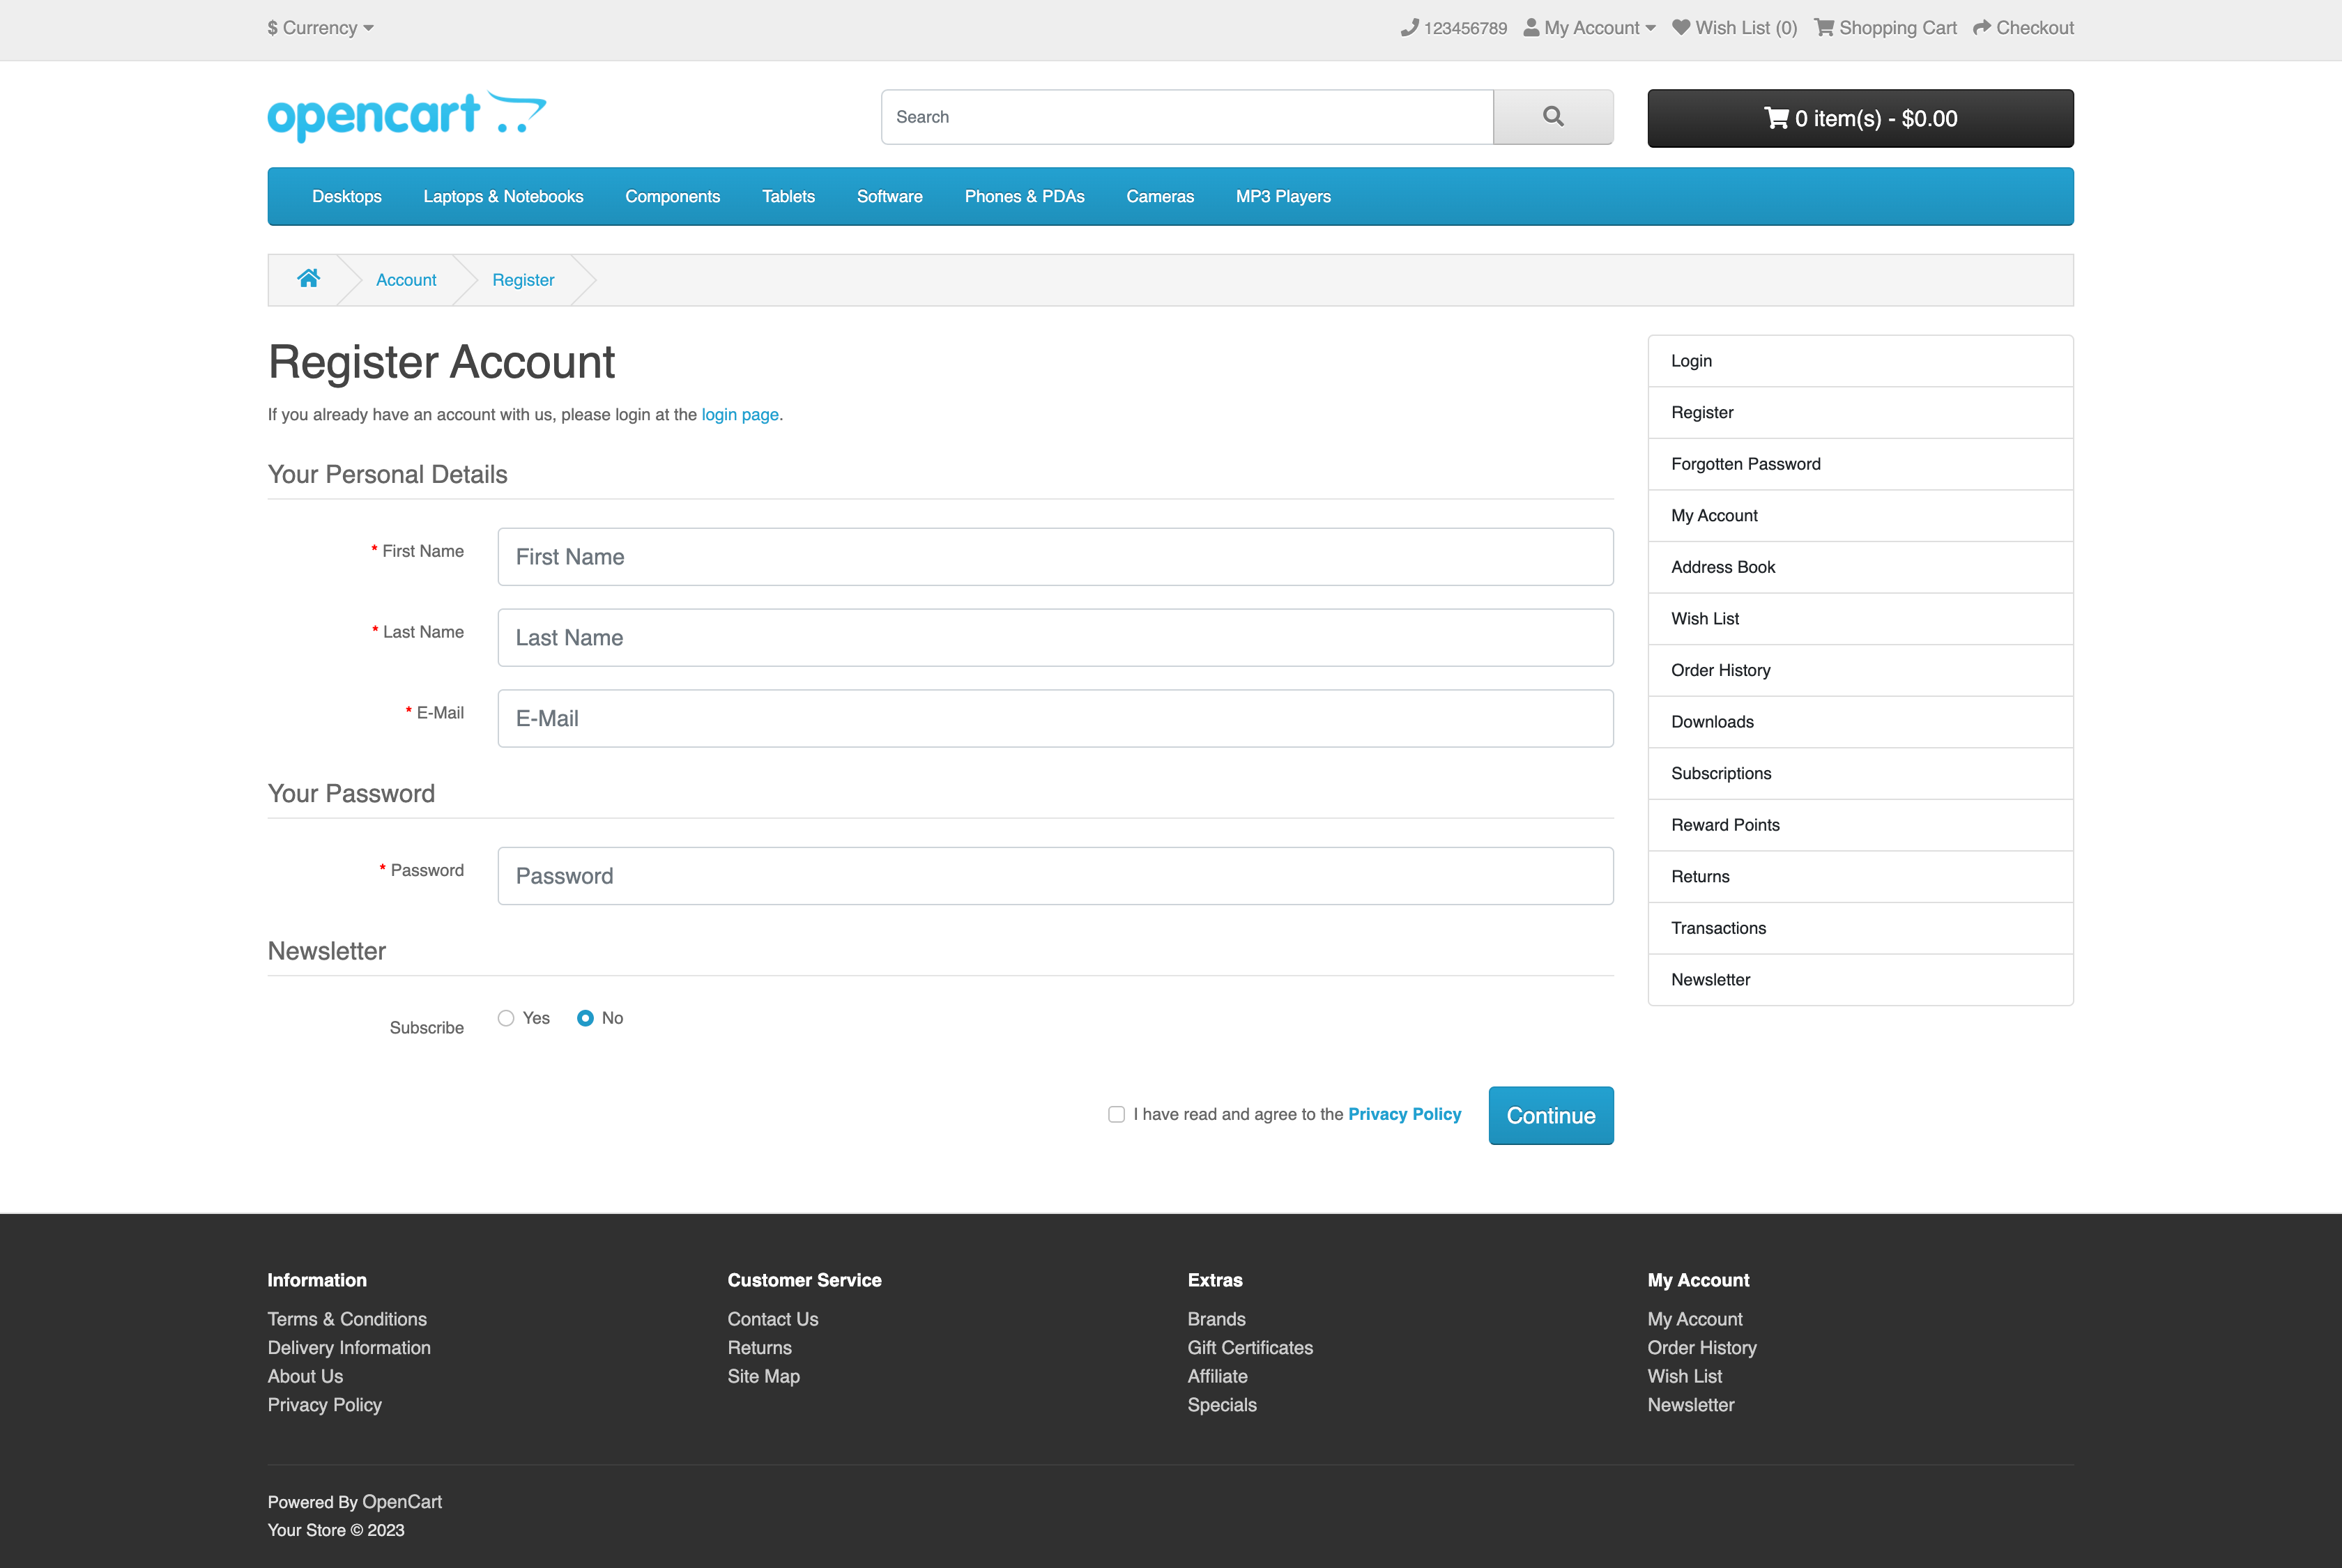 $ Currency
123456789 My Account Wish List (0) Shopping Cart Checkout
opencart
Search
0 item(s) - $0.00
Desktops Laptops & Notebooks Components Tablets Software Phones & PDAs Cameras MP3 Players
Account Register
Register Account
If you already have an account with us, please login at the login page.
Your Personal Details
* First Name
First Name
* Last Name
Last Name
* E-Mail
E-Mail
Your Password
* Password
Password
Newsletter
Subscribe
Yes No
I have read and agree to the Privacy Policy
Continue
Login
Register
Forgotten Password
My Account
Address Book
Wish List
Order History
Downloads
Subscriptions
Reward Points
Returns
Transactions
Newsletter
Information
Terms & Conditions
Delivery Information
About Us
Privacy Policy
Customer Service
Contact Us
Returns
Site Map
Extras
Brands
Gift Certificates
Affiliate
Specials
My Account
My Account
Order History
Wish List
Newsletter
Powered By OpenCart
Your Store © 2023